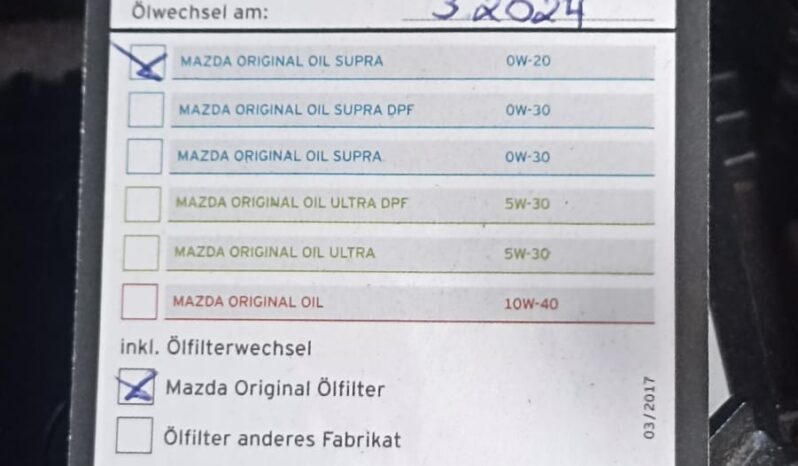 Ölwechsel am: 3 2024
MAZDA ORIGINAL OIL SUPRA 0W-20
MAZDA ORIGINAL OIL SUPRA DPF 0W-30
MAZDA ORIGINAL OIL SUPRA 0W-30
MAZDA ORIGINAL OIL ULTRA DPF 5W-30
MAZDA ORIGINAL OIL ULTRA 5W-30
MAZDA ORIGINAL OIL 10W-40
inkl. Ölfilterwechsel
Mazda Original Ölfilter
Ölfilter anderes Fabrikat
03/2017